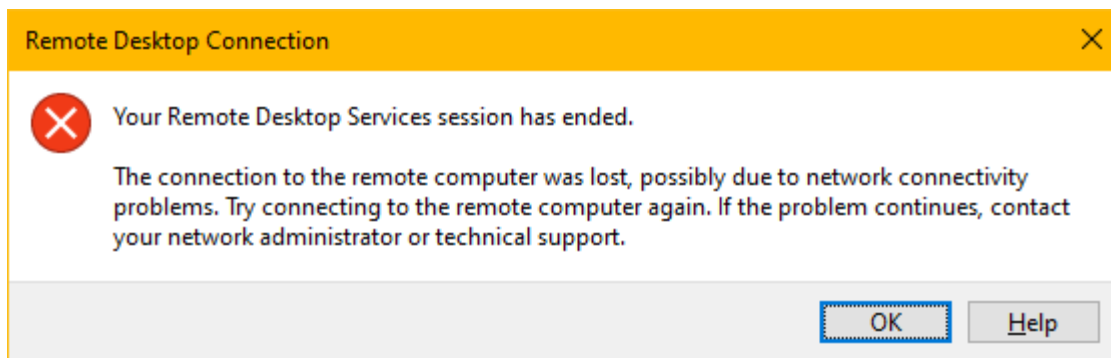 Remote Desktop Connection
Your Remote Desktop Services session has ended.
The connection to the remote computer was lost, possibly due to network connectivity
problems. Try connecting to the remote computer again. If the problem continues, contact
your network administrator or technical support.
OK
Help